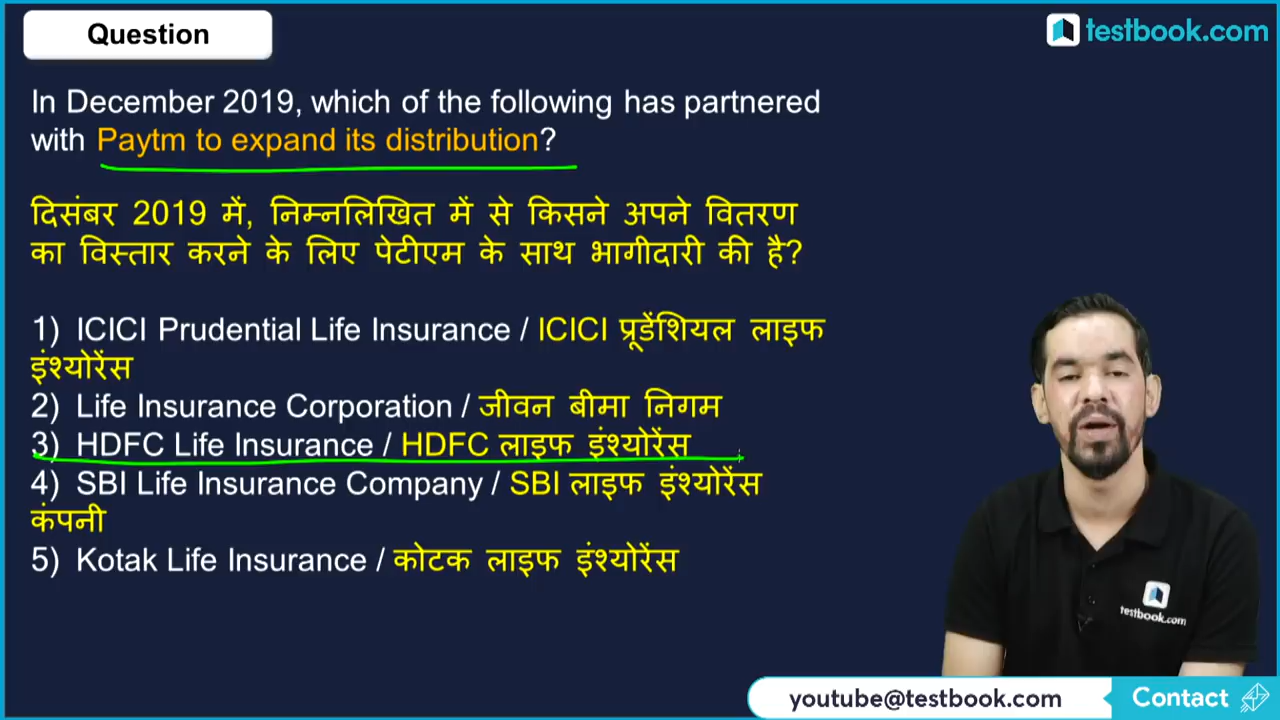 Question
testbook.com
In December 2019, which of the following has partnered
with Paytm to expand its distribution?
दिसंबर 2019 में, निम्नलिखित में से किसने अपने वितरण
का विस्तार करने के लिए पेटीएम के साथ भागीदारी की है?
1) ICICI Prudential Life Insurance / ICICI प्रूडेंशियल लाइफ
इंश्योरेंस
2) Life Insurance Corporation / जीवन बीमा निगम
3) HDFC Life Insurance / HDFC लाइफ इंश्योरेंस
4) SBI Life Insurance Company / SBI लाइफ इंश्योरेंस
कंपनी
5) Kotak Life Insurance / कोटक लाइफ इंश्योरेंस
testbook.com
youtube@testbook.com Contact